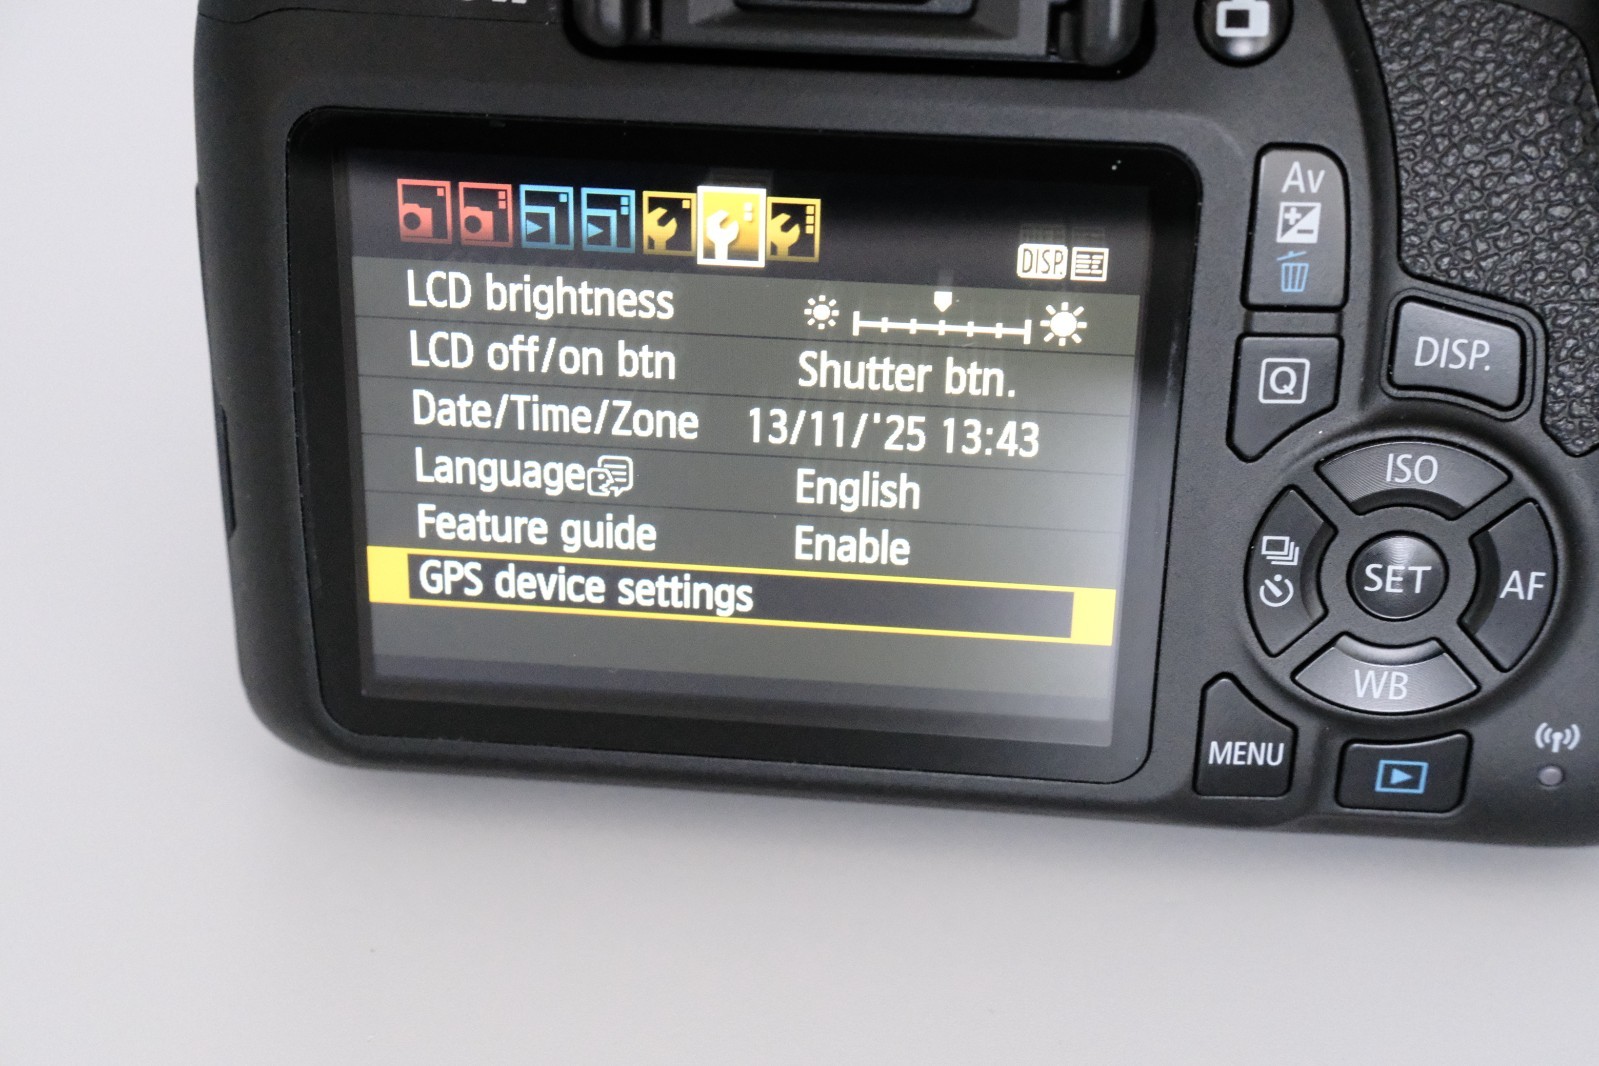 DISP.
LCD brightness
LCD off/on btn Shutter btn.
Date/Time/Zone 13/11/'25 13:43
Language English
Feature guide Enable
GPS device settings
Av
Q
DISP.
ISO
SET
AF
WB
MENU